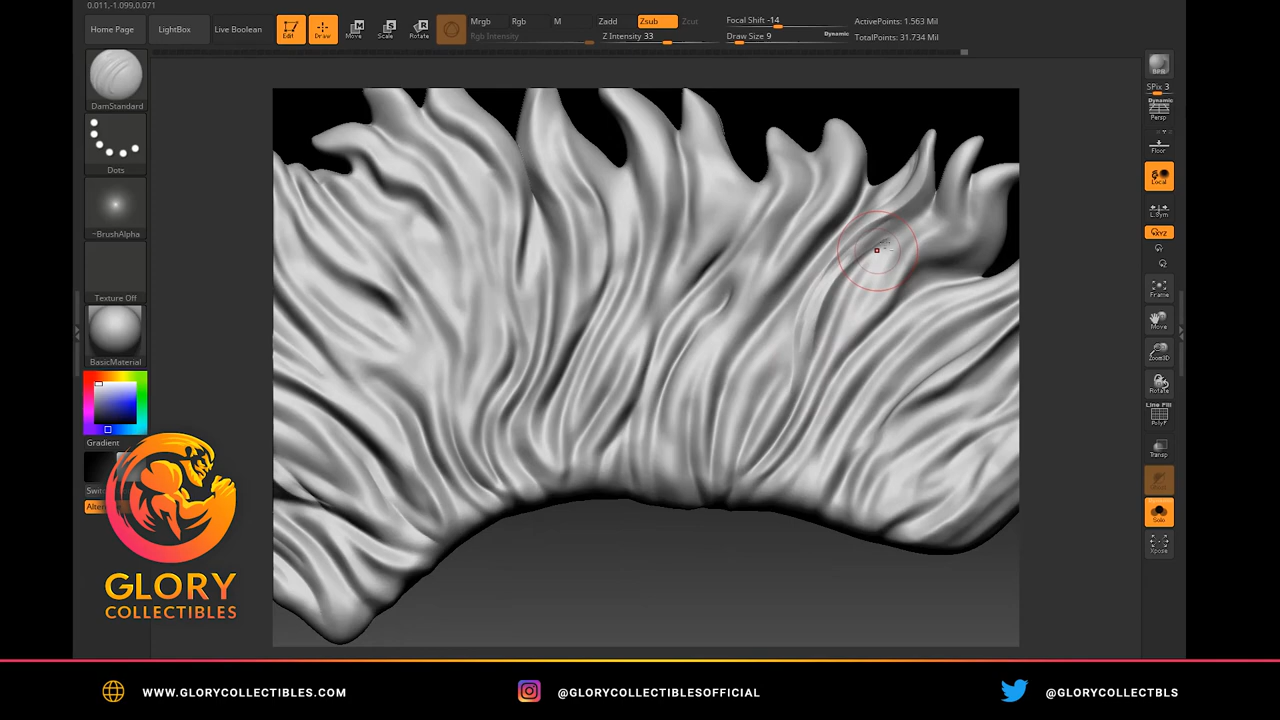 0.011,-1.099,0.071
Home Page
LightBox
Live Boolean
Edit
Draw
Move
Scale
Rotate
Mrgb
Rgb
M
Rgb Intensity
Zadd
Zsub
Zcut
Z Intensity 33
Focal Shift -14
Draw Size 9
Dynamic
ActivePoints: 1.563 Mil
TotalPoints: 31.734 Mil
DamStandard
Dots
~BrushAlpha
Texture Off
BasicMaterial
Gradient
BPR
SPix 3
Dynamic
Persp
Floor
Local
L.Sym
XYZ
Frame
Move
Zoom3D
Rotate
Line Fill
PolyF
Transp
Solo
Xpose
GLORY
COLLECTIBLES
WWW.GLORYCOLLECTIBLES.COM
@GLORYCOLLECTIBLESOFFICIAL
@GLORYCOLLECTBLS